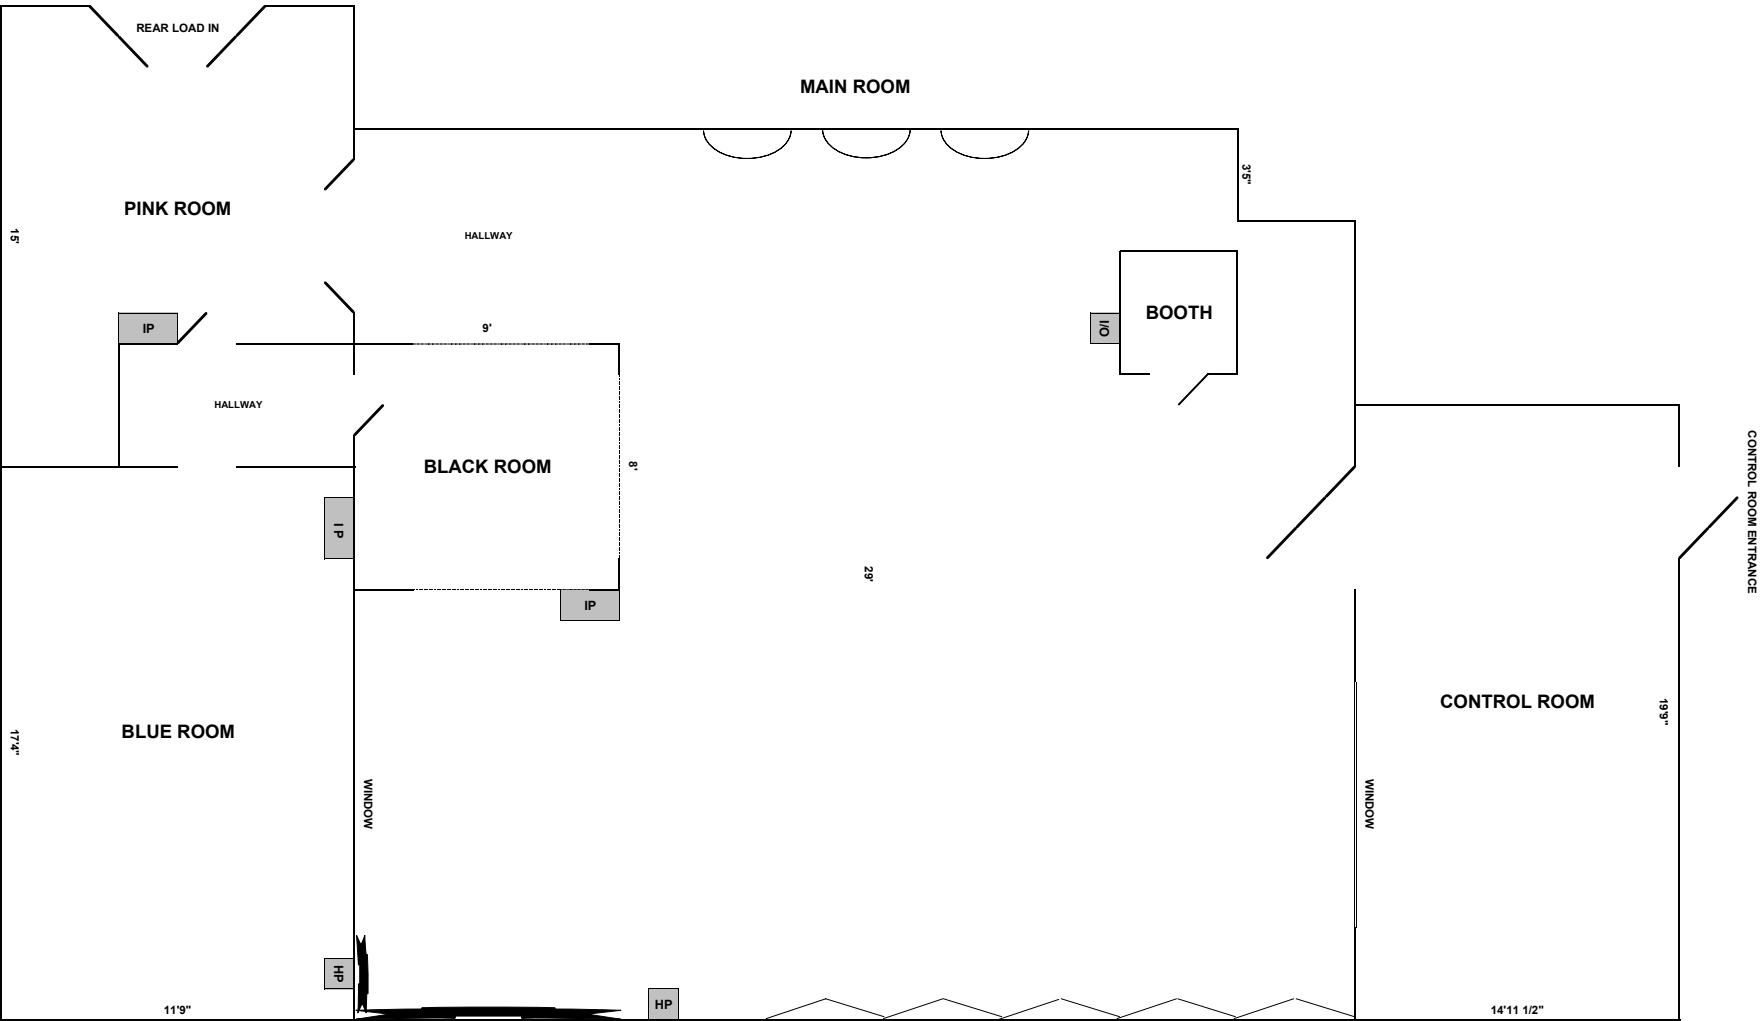 REAR LOAD IN
MAIN ROOM
3'5"
PINK ROOM
15'
HALLWAY
IP
9'
I/O
BOOTH
HALLWAY
BLACK ROOM
8'
CONTROL ROOM ENTRANCE
I P
29'
IP
BLUE ROOM
17'4"
CONTROL ROOM
19'9"
WINDOW
WINDOW
HP
HP
11'9"
14'11 1/2"